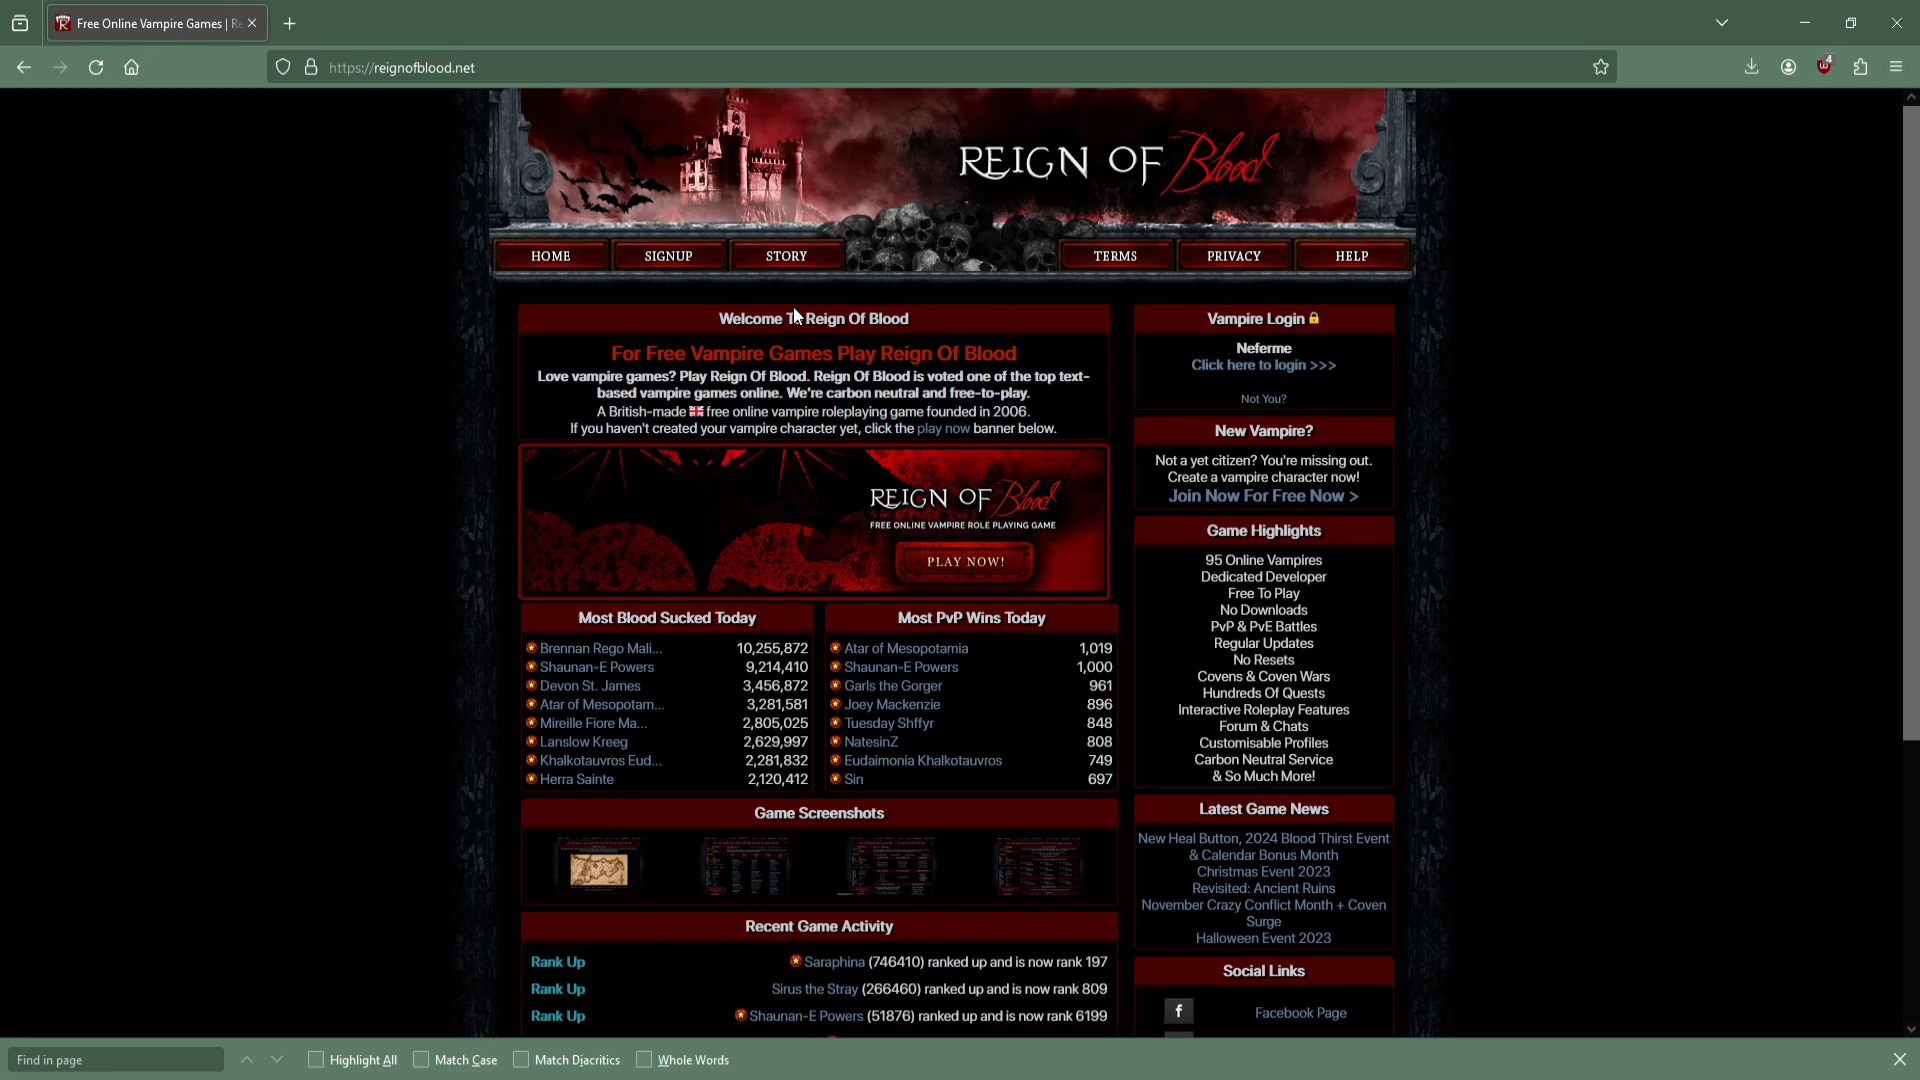 Free Online Vampire Games | Re
https://reignofblood.net
4
REIGN OF Blood
HOME
SIGNUP
STORY
TERMS
PRIVACY
HELP
Welcome T Reign Of Blood
For Free Vampire Games Play Reign Of Blood
Love vampire games? Play Reign Of Blood. Reign Of Blood is voted one of the top text-
based vampire games online. We're carbon neutral and free-to-play.
A British-made free online vampire roleplaying game founded in 2006.
If you haven't created your vampire character yet, click the play now banner below.
REIGN OF Blood
FREE ONLINE VAMPIRE ROLE PLAYING GAME
PLAY NOW!
Most Blood Sucked Today
Brennan Rego Mali... 10,255,872
Shaunan-E Powers 9,214,410
Devon St. James 3,456,872
Atar of Mesopotam... 3,281,581
Mireille Fiore Ma... 2,805,025
Lanslow Kreeg 2,629,997
Khalkotauvros Eud... 2,281,832
Herra Sainte 2,120,412
Most PvP Wins Today
Atar of Mesopotamia 1,019
Shaunan-E Powers 1,000
Garls the Gorger 961
Joey Mackenzie 896
Tuesday Shffyr 848
NatesinZ 808
Eudaimonia Khalkotauvros 749
Sin 697
Game Screenshots
Recent Game Activity
Rank Up Saraphina (746410) ranked up and is now rank 197
Rank Up Sirus the Stray (266460) ranked up and is now rank 809
Rank Up Shaunan-E Powers (51876) ranked up and is now rank 6199
Vampire Login
Neferme
Click here to login >>>
Not You?
New Vampire?
Not a yet citizen? You're missing out.
Create a vampire character now!
Join Now For Free Now >
Game Highlights
95 Online Vampires
Dedicated Developer
Free To Play
No Downloads
PvP & PvE Battles
Regular Updates
No Resets
Covens & Coven Wars
Hundreds Of Quests
Interactive Roleplay Features
Forum & Chats
Customisable Profiles
Carbon Neutral Service
& So Much More!
Latest Game News
New Heal Button, 2024 Blood Thirst Event
& Calendar Bonus Month
Christmas Event 2023
Revisited: Ancient Ruins
November Crazy Conflict Month + Coven
Surge
Halloween Event 2023
Social Links
f Facebook Page
Find in page
Highlight All
Match Case
Match Diacritics
Whole Words